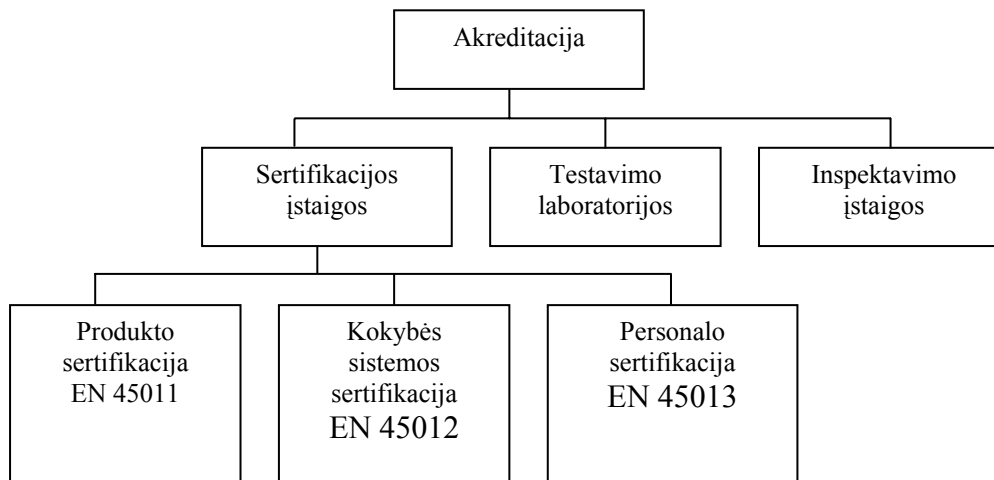 Akreditacija
Sertifikacijos
įstaigos
Testavimo
laboratorijos
Inspektavimo
įstaigos
Produkto
sertifikacija
EN 45011
Kokybės
sistemos
sertifikacija
EN 45012
Personalo
sertifikacija
EN 45013